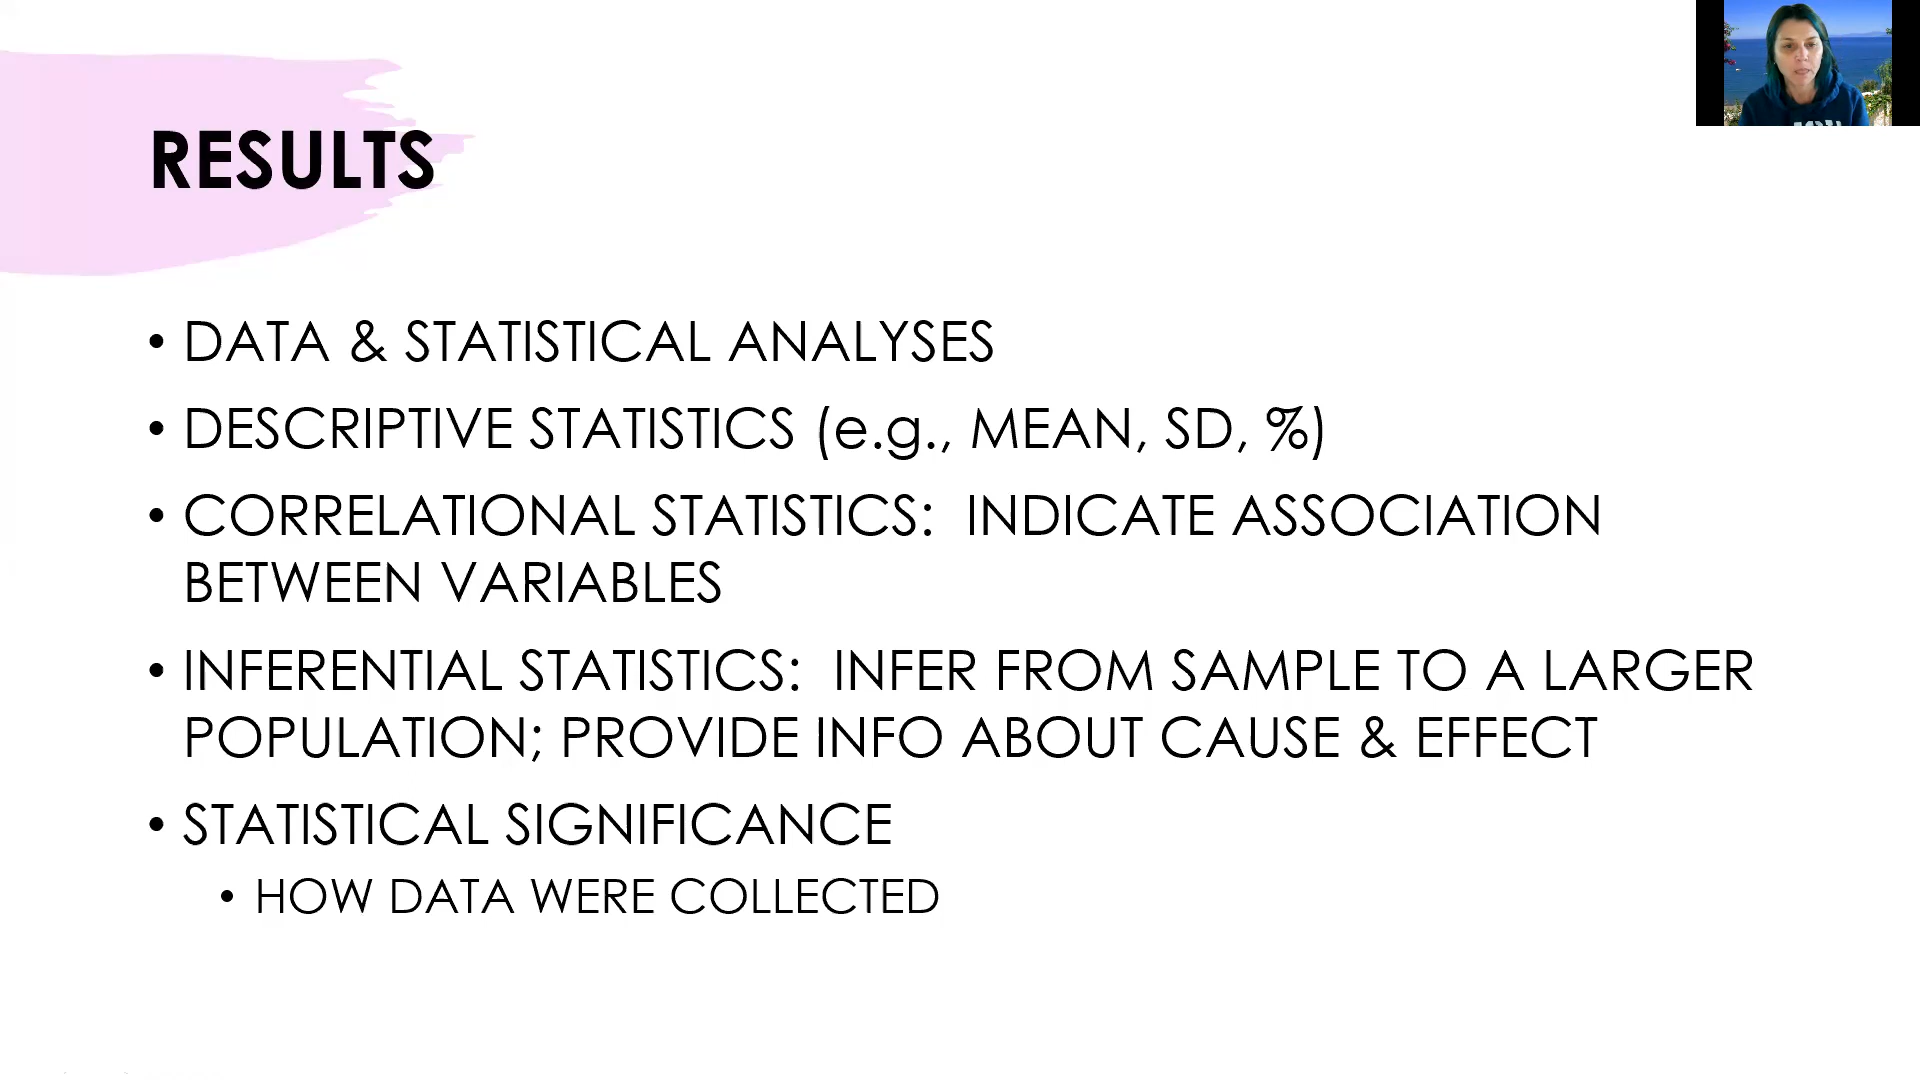 RESULTS
• DATA & STATISTICAL ANALYSES
• DESCRIPTIVE STATISTICS (e.g., MEAN, SD, %)
• CORRELATIONAL STATISTICS:  INDICATE ASSOCIATION
BETWEEN VARIABLES
• INFERENTIAL STATISTICS:  INFER FROM SAMPLE TO A LARGER
POPULATION; PROVIDE INFO ABOUT CAUSE & EFFECT
• STATISTICAL SIGNIFICANCE
• HOW DATA WERE COLLECTED